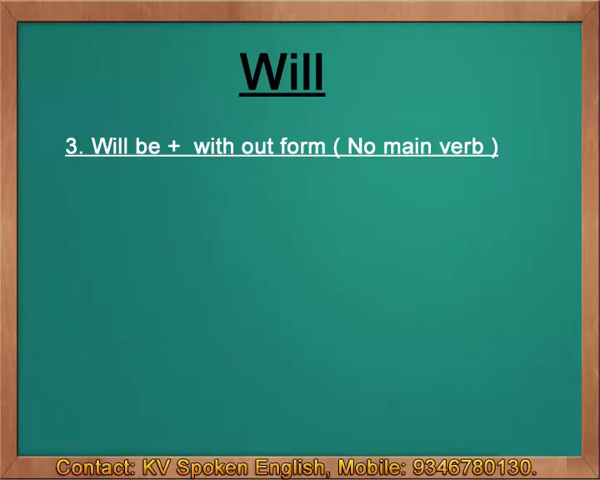 Will
3. Will be + with out form ( No main verb )
Contact: KV Spoken English, Mobile: 9346780130.